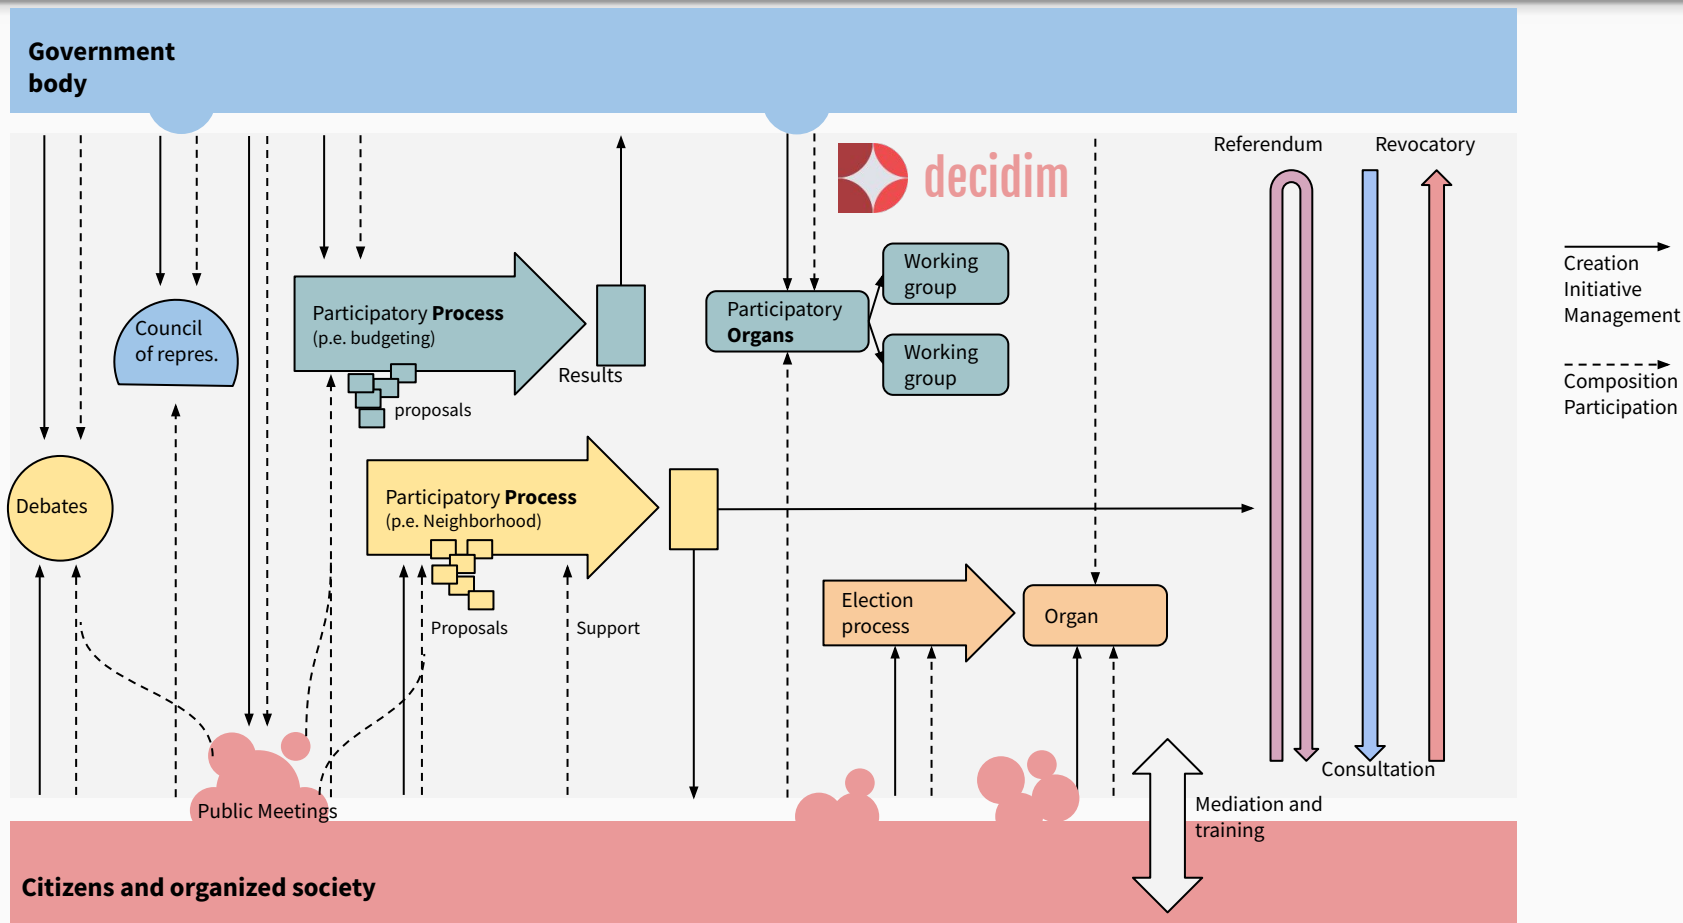 Government
body
Referendum
Revocatory
decidim
Creation
Initiative
Management
Composition
Participation
Working
group
Participatory
Organs
Working
group
Participatory Process
(p.e. budgeting)
Council
of repres.
Results
proposals
Debates
Participatory Process
(p.e. Neighborhood)
Proposals
Support
Election
process
Organ
Consultation
Mediation and
training
Public Meetings
Citizens and organized society